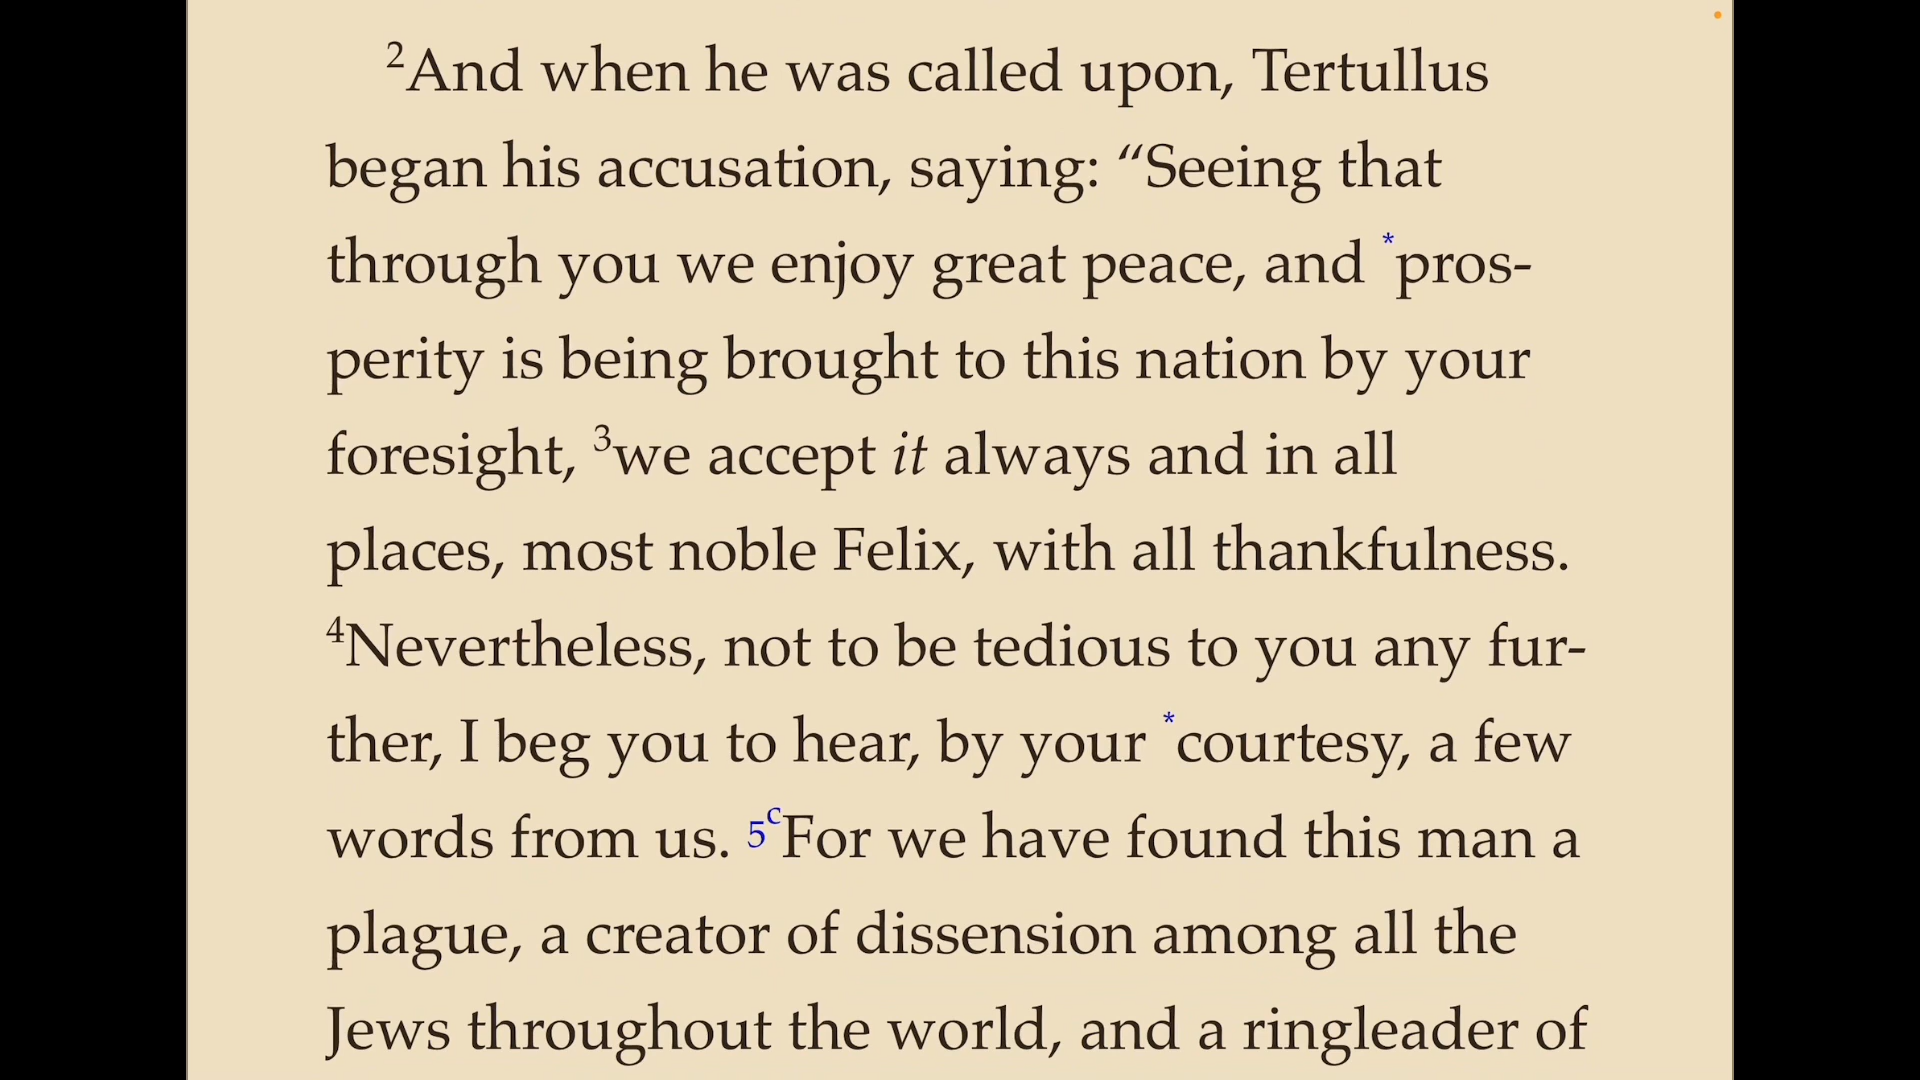 2And when he was called upon, Tertullus
began his accusation, saying: “Seeing that
through you we enjoy great peace, and *pros-
perity is being brought to this nation by your
foresight, 3we accept it always and in all
places, most noble Felix, with all thankfulness.
4Nevertheless, not to be tedious to you any fur-
ther, I beg you to hear, by your *courtesy, a few
words from us. 5cFor we have found this man a
plague, a creator of dissension among all the
Jews throughout the world, and a ringleader of